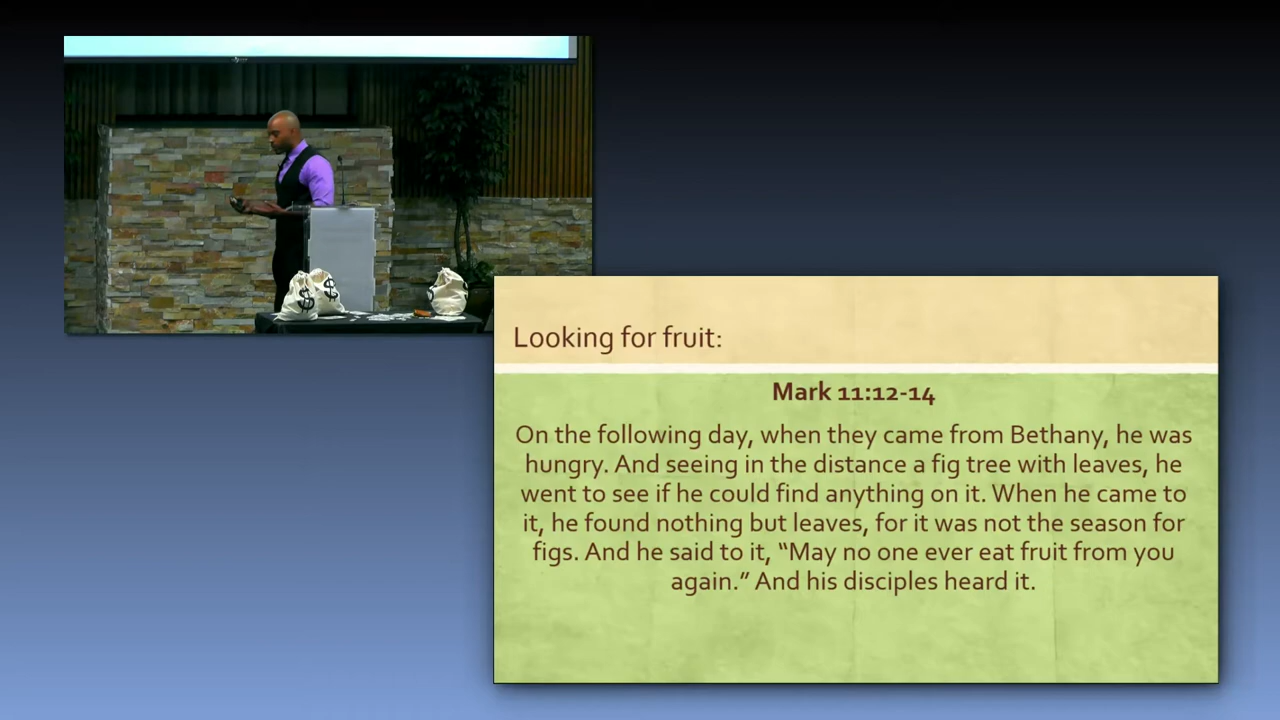 Looking for fruit:
Mark 11:12-14
On the following day, when they came from Bethany, he was
hungry. And seeing in the distance a fig tree with leaves, he
went to see if he could find anything on it. When he came to
it, he found nothing but leaves, for it was not the season for
figs. And he said to it, “May no one ever eat fruit from you
again.” And his disciples heard it.
$
$